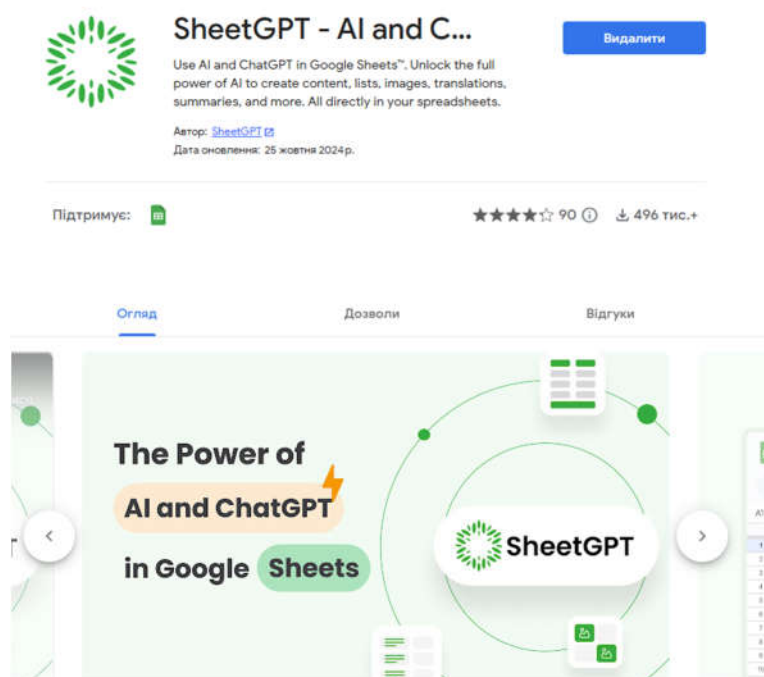 SheetGPT - AI and C...
Видалити
Use AI and ChatGPT in Google Sheets™. Unlock the full
power of AI to create content, lists, images, translations,
summaries, and more. All directly in your spreadsheets.
Автор: SheetGPT
Дата оновлення: 25 жовтня 2024 р.
Підтримує:
90
496 тис.+
Огляд
Дозволи
Відгуки
The Power of
AI and ChatGPT
in Google Sheets
SheetGPT